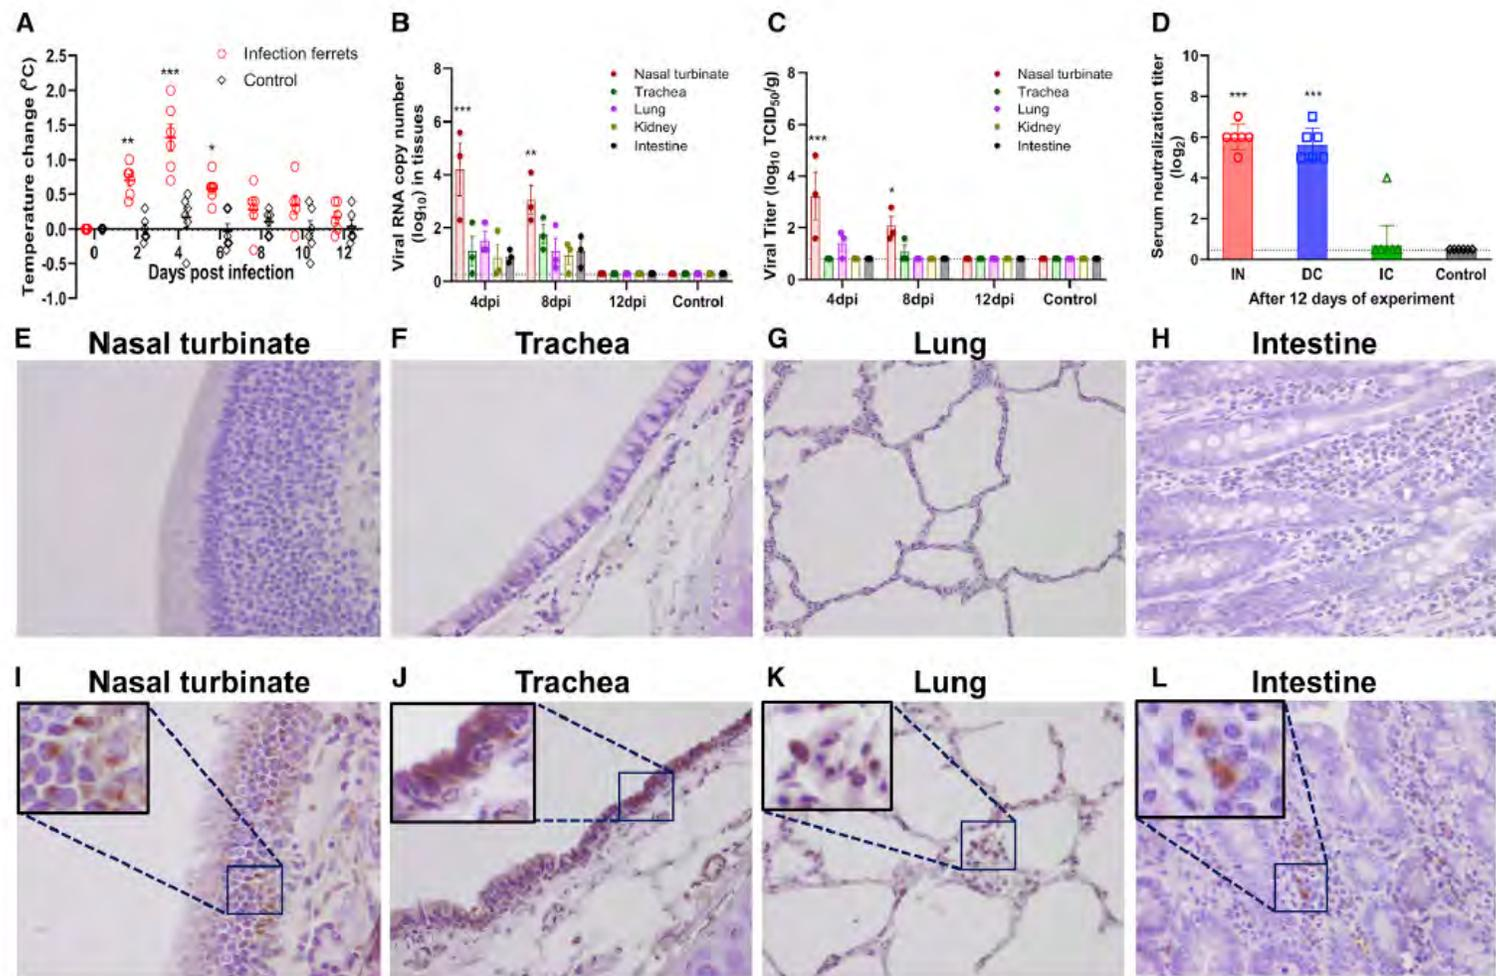 A
Temperature change (°C)
2.5
2.0
1.5
1.0
0.5
0.0
-0.5
-1.0
Infection ferrets
Control
**
***
*
0 2 4 6 8 10 12
Days post infection
B
Viral RNA copy number
(log10) in tissues
8
6
4
2
0
***
**
Nasal turbinate
Trachea
Lung
Kidney
Intestine
4dpi 8dpi 12dpi Control
C
Viral Titer (log10 TCID50/g)
8
6
4
2
0
***
*
Nasal turbinate
Trachea
Lung
Kidney
Intestine
4dpi 8dpi 12dpi Control
D
Serum neutralization titer
(log2)
10
8
6
4
2
0
*** ***
IN DC IC Control
After 12 days of experiment
E Nasal turbinate
F Trachea
G Lung
H Intestine
I Nasal turbinate
J Trachea
K Lung
L Intestine